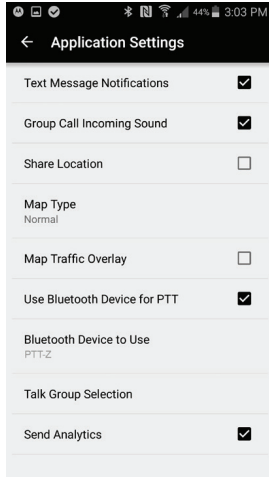 44% 3:03 PM
Application Settings
Text Message Notifications
Group Call Incoming Sound
Share Location
Map Type
Normal
Map Traffic Overlay
Use Bluetooth Device for PTT
Bluetooth Device to Use
PTT-Z
Talk Group Selection
Send Analytics